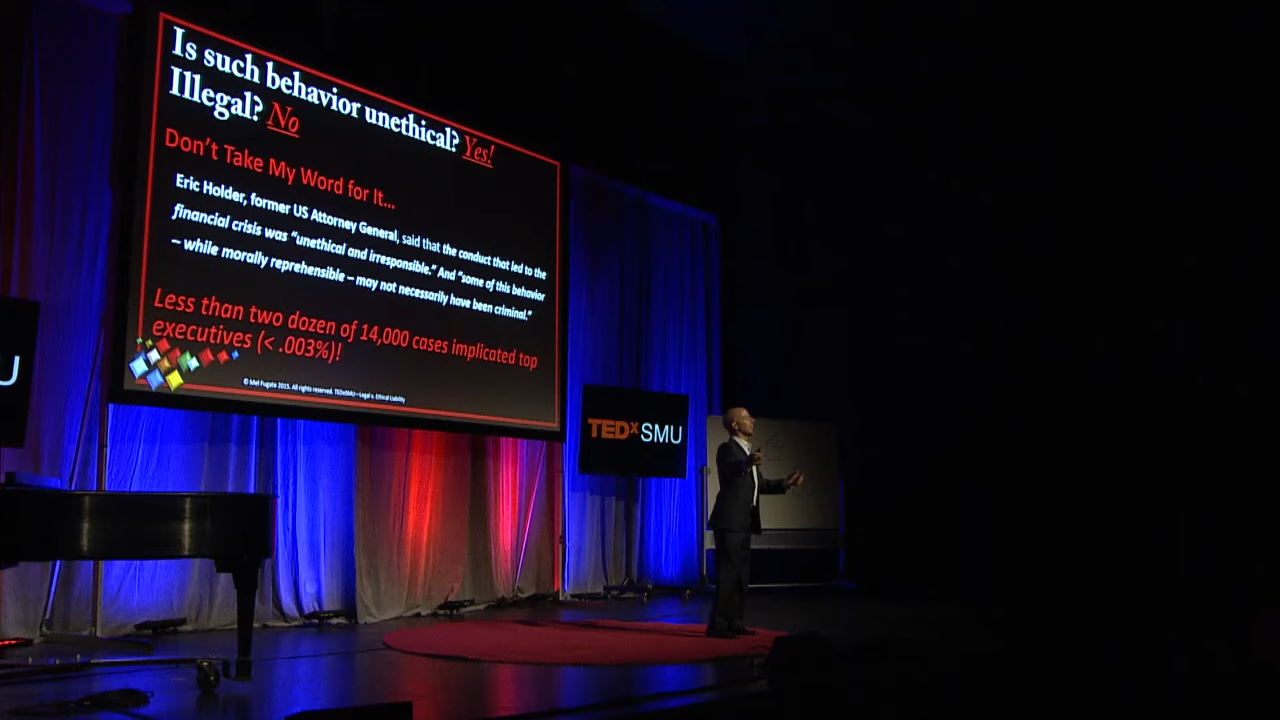 Is such behavior unethical? Yes!
Illegal? No
Don't Take My Word for It...
Eric Holder, former US Attorney General, said that the conduct that led to the
financial crisis was "unethical and irresponsible." And "some of this behavior
– while morally reprehensible – may not necessarily have been criminal."
Less than two dozen of 14,000 cases implicated top
executives (< .003%)!
© Mel Fugate 2015. All rights reserved. TEDxSMU – Legal v. Ethical Liability
U
TEDx SMU